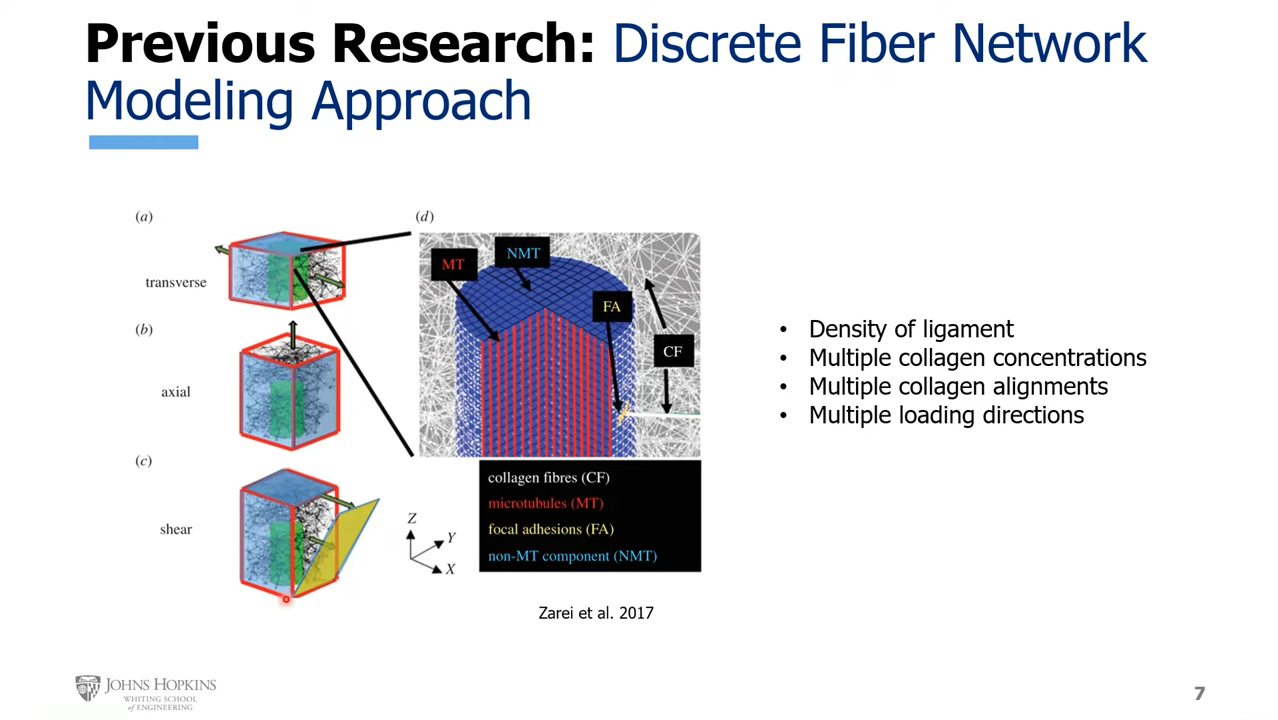 Previous Research: Discrete Fiber Network
Modeling Approach
(a)
transverse
(b)
axial
(c)
shear
(d)
MT
NMT
FA
CF
collagen fibres (CF)
microtubules (MT)
focal adhesions (FA)
non-MT component (NMT)
Z
Y
X
Zarei et al. 2017
• Density of ligament
• Multiple collagen concentrations
• Multiple collagen alignments
• Multiple loading directions
JOHNS HOPKINS
WHITING SCHOOL
of ENGINEERING
7